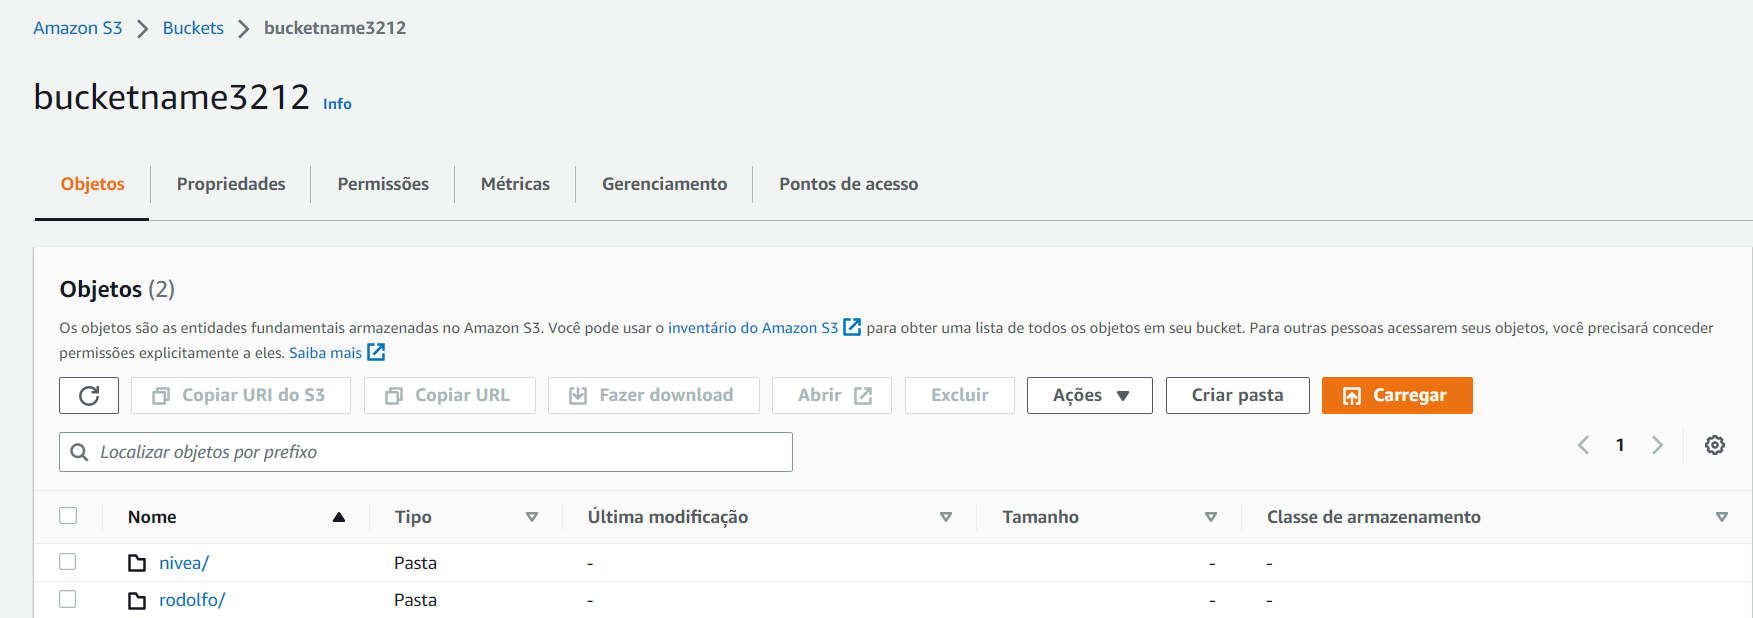 Amazon S3 > Buckets > bucketname3212
bucketname3212 Info
Objetos Propriedades Permissões Métricas Gerenciamento Pontos de acesso
Objetos (2)
Os objetos são as entidades fundamentais armazenadas no Amazon S3. Você pode usar o inventário do Amazon S3 para obter uma lista de todos os objetos em seu bucket. Para outras pessoas acessarem seus objetos, você precisará conceder
permissões explicitamente a eles. Saiba mais
Copiar URI do S3 Copiar URL Fazer download Abrir Excluir Ações Criar pasta Carregar
Localizar objetos por prefixo
< 1 >
Nome Tipo Última modificação Tamanho Classe de armazenamento
nivea/ Pasta - - -
rodolfo/ Pasta - - -